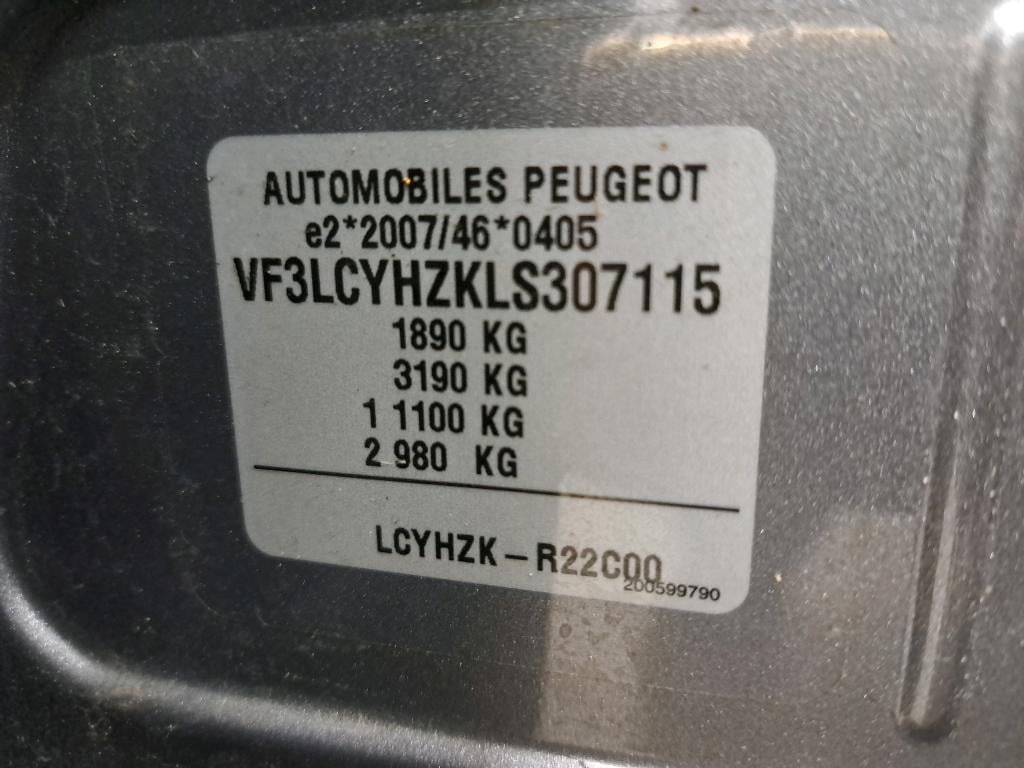 AUTOMOBILES PEUGEOT
e2*2007/46*0405
VF3LCYHZKLS307115
1890 KG
3190 KG
1 1100 KG
2 980 KG
LCYHZK – R22C00
200599790